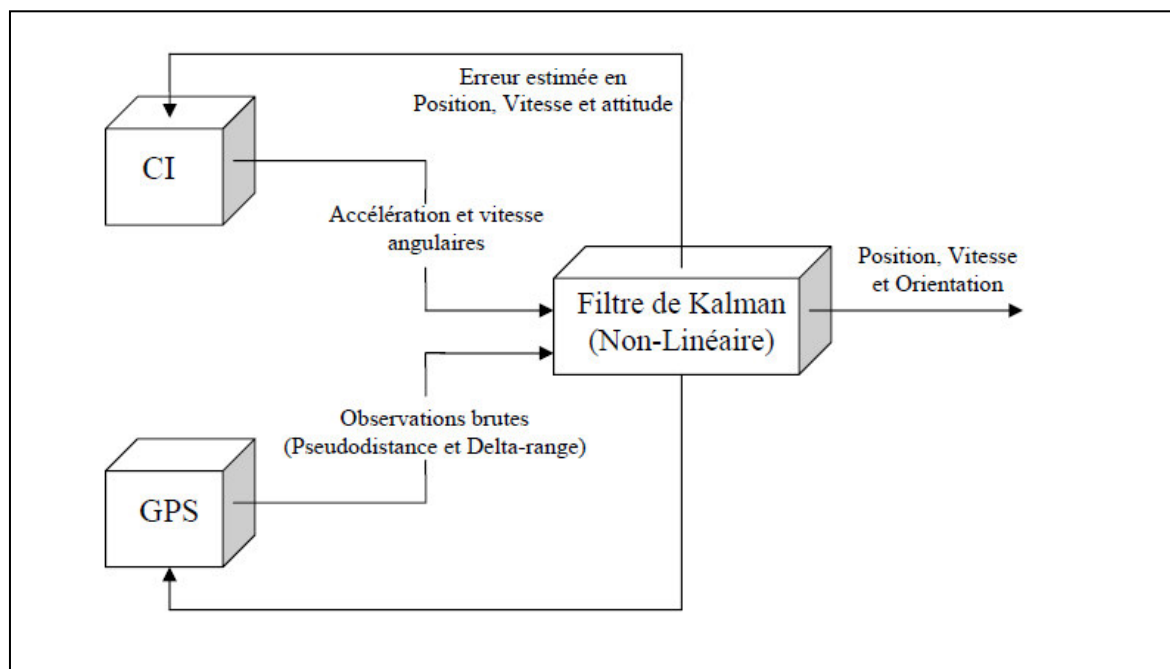 Erreur estimée en
Position, Vitesse et attitude
CI
Accélération et vitesse
angulaires
Position, Vitesse
et Orientation
Filtre de Kalman
(Non-Linéaire)
Observations brutes
(Pseudodistance et Delta-range)
GPS